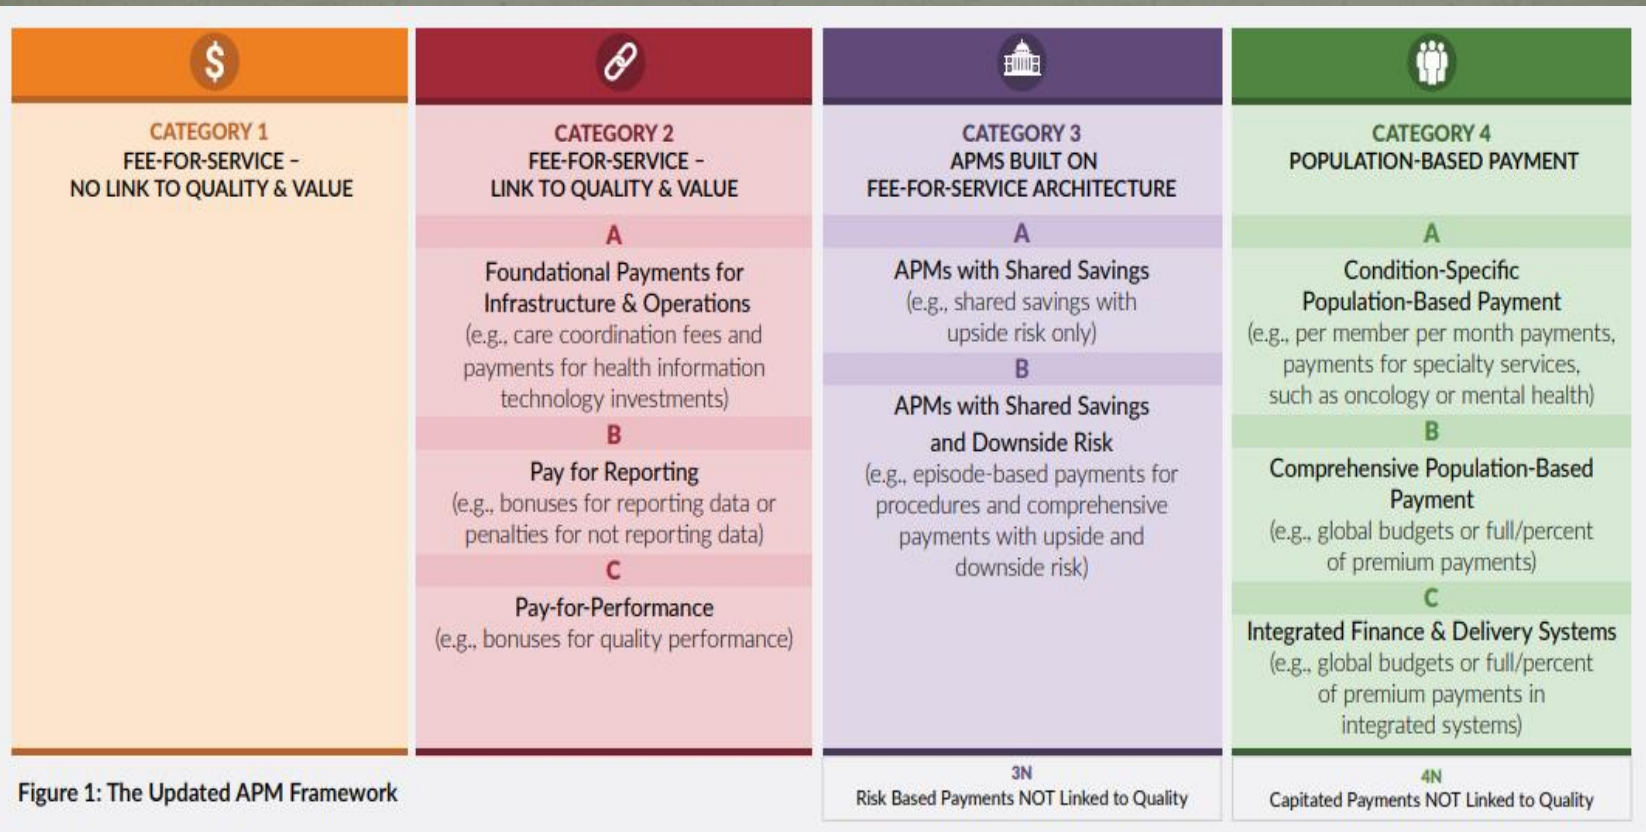 $
CATEGORY 1
FEE-FOR-SERVICE –
NO LINK TO QUALITY & VALUE
CATEGORY 2
FEE-FOR-SERVICE –
LINK TO QUALITY & VALUE
A
Foundational Payments for
Infrastructure & Operations
(e.g., care coordination fees and
payments for health information
technology investments)
B
Pay for Reporting
(e.g., bonuses for reporting data or
penalties for not reporting data)
C
Pay-for-Performance
(e.g., bonuses for quality performance)
CATEGORY 3
APMS BUILT ON
FEE-FOR-SERVICE ARCHITECTURE
A
APMs with Shared Savings
(e.g., shared savings with
upside risk only)
B
APMs with Shared Savings
and Downside Risk
(e.g., episode-based payments for
procedures and comprehensive
payments with upside and
downside risk)
CATEGORY 4
POPULATION-BASED PAYMENT
A
Condition-Specific
Population-Based Payment
(e.g., per member per month payments,
payments for specialty services,
such as oncology or mental health)
B
Comprehensive Population-Based
Payment
(e.g., global budgets or full/percent
of premium payments)
C
Integrated Finance & Delivery Systems
(e.g., global budgets or full/percent
of premium payments in
integrated systems)
Figure 1: The Updated APM Framework
3N
Risk Based Payments NOT Linked to Quality
4N
Capitated Payments NOT Linked to Quality